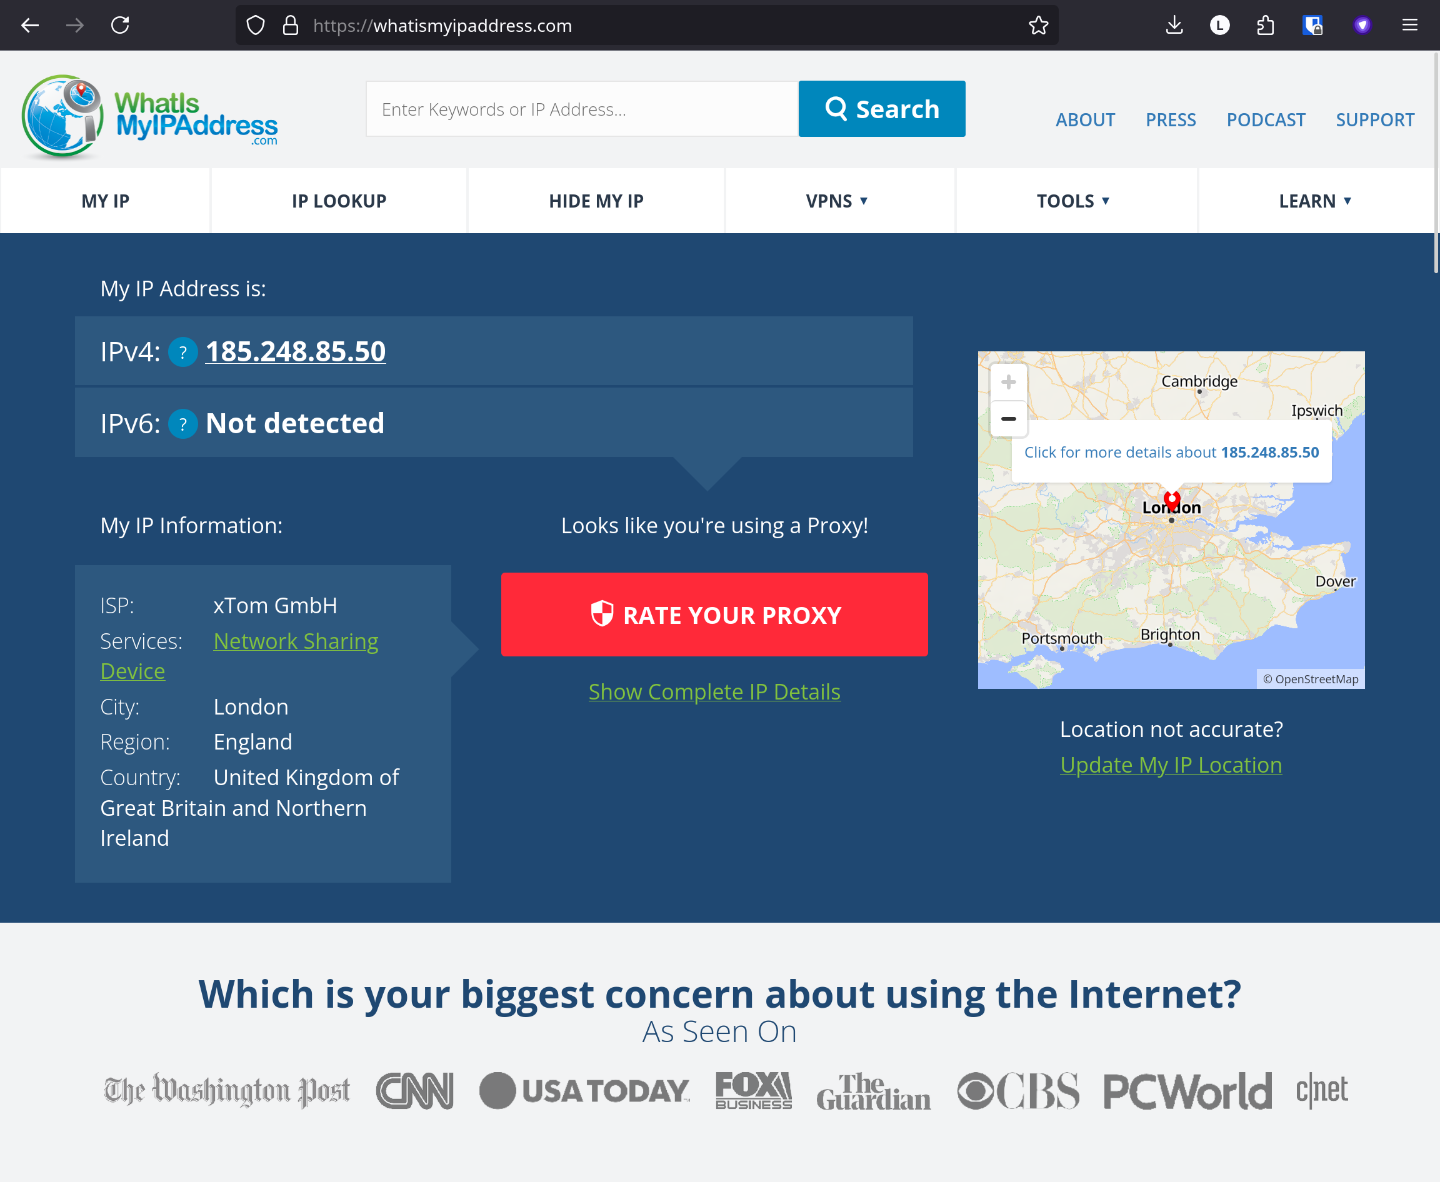 https://whatismyipaddress.com
L
WhatIs
MyIPAddress
.com
Enter Keywords or IP Address...
Search
ABOUT PRESS PODCAST SUPPORT
MY IP IP LOOKUP HIDE MY IP VPNS ▼ TOOLS ▼ LEARN ▼
My IP Address is:
IPv4: ? 185.248.85.50
IPv6: ? Not detected
My IP Information:
ISP: xTom GmbH
Services: Network Sharing
Device
City: London
Region: England
Country: United Kingdom of
Great Britain and Northern
Ireland
Looks like you're using a Proxy!
RATE YOUR PROXY
Show Complete IP Details
+
−
Cambridge
Ipswich
Click for more details about 185.248.85.50
London
Dover
Portsmouth
Brighton
© OpenStreetMap
Location not accurate?
Update My IP Location
Which is your biggest concern about using the Internet?
As Seen On
The Washington Post CNN USA TODAY FOX BUSINESS The Guardian CBS PCWorld c|net